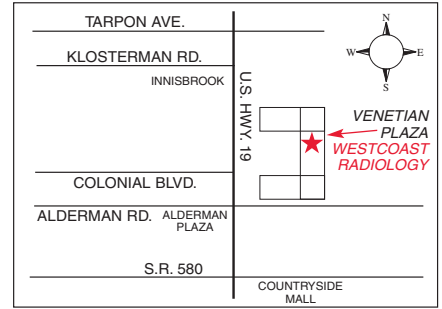 TARPON AVE.
N
KLOSTERMAN RD.
W
E
INNISBROOK
S
U.S. HWY. 19
VENETIAN
PLAZA
WESTCOAST
RADIOLOGY
COLONIAL BLVD.
ALDERMAN RD.
ALDERMAN
PLAZA
S.R. 580
COUNTRYSIDE
MALL